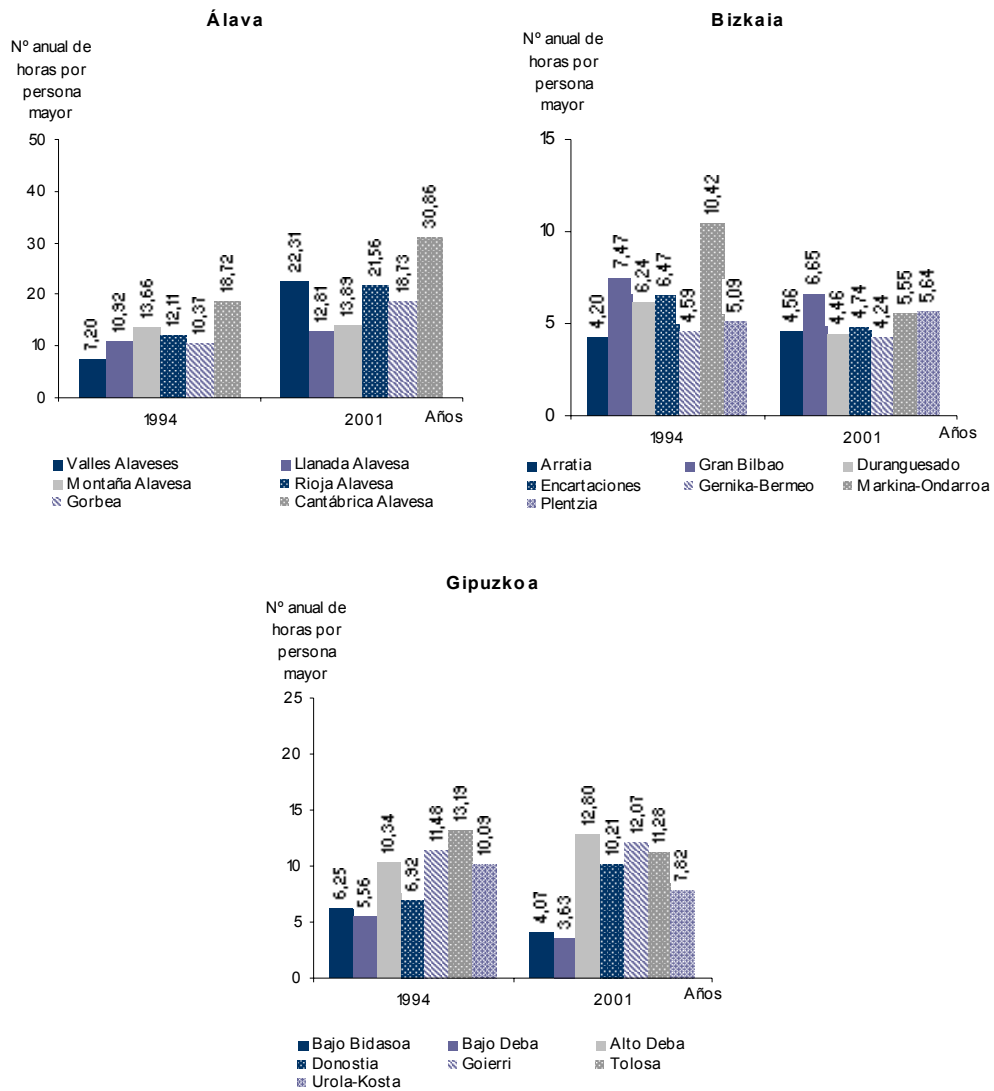 Álava
Nº anual de
horas por
persona
mayor
50
40
30
20
10
0
7,20
10,92
13,66
12,11
10,37
18,72
22,31
12,81
13,89
21,56
18,73
30,86
1994
2001
Años
Valles Alaveses
Llanada Alavesa
Montaña Alavesa
Rioja Alavesa
Gorbea
Cantábrica Alavesa
Bizkaia
Nº anual de
horas por
persona
mayor
15
10
5
0
4,20
7,47
6,24
6,47
4,59
10,42
5,09
4,56
6,65
4,46
4,74
4,24
5,55
5,64
1994
2001
Años
Arratia
Gran Bilbao
Duranguesado
Encartaciones
Gernika-Bermeo
Markina-Ondarroa
Plentzia
Gipuzkoa
Nº anual de
horas por
persona
mayor
25
20
15
10
5
0
6,25
5,56
10,34
6,92
11,48
13,19
10,09
4,07
3,63
12,80
10,21
12,07
11,28
7,82
1994
2001
Años
Bajo Bidasoa
Bajo Deba
Alto Deba
Donostia
Goierri
Tolosa
Urola-Kosta